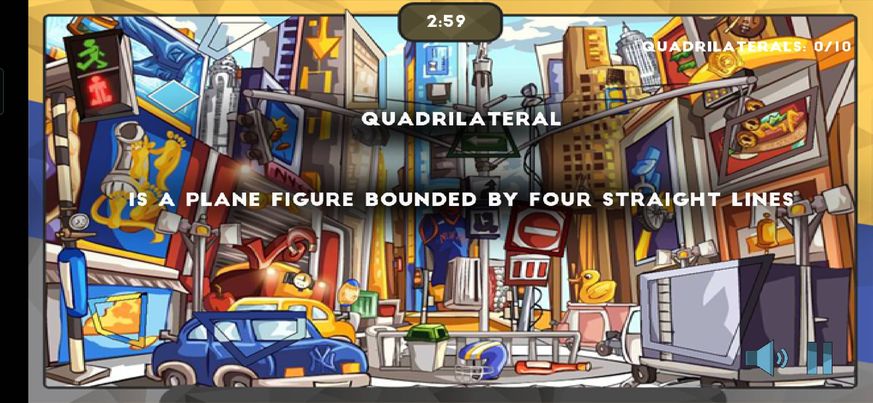 2:59
QUADRILATERALS: 0/10
QUADRILATERAL
IS A PLANE FIGURE BOUNDED BY FOUR STRAIGHT LINES